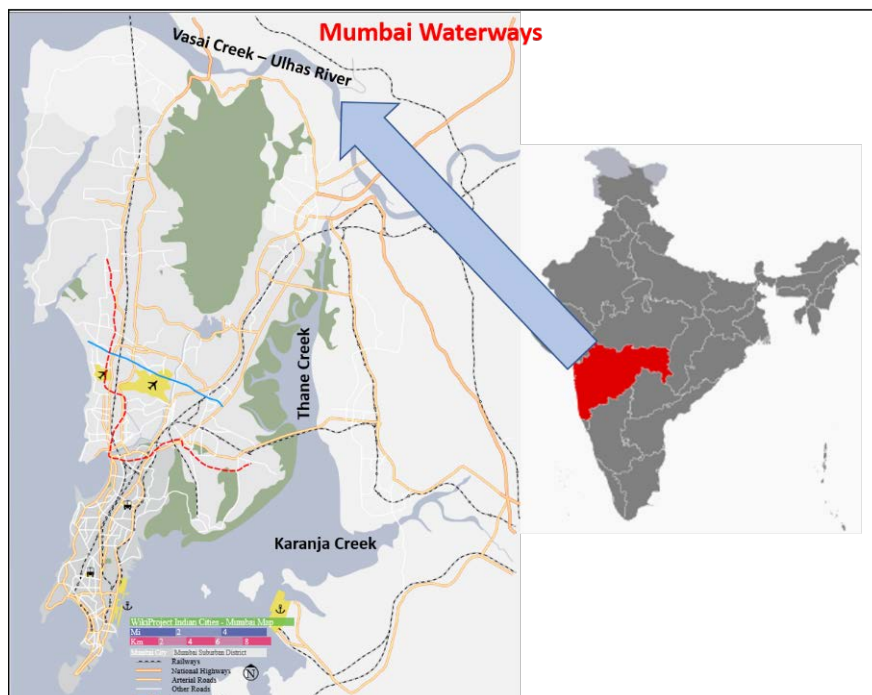 Mumbai Waterways
Vasai Creek – Ulhas River
Thane Creek
Karanja Creek
WikiProject Indian Cities - Mumbai Map
Mi 2 4
Km 2 4 6 8
Mumbai City Mumbai Suburban District
Railways
National Highways
Arterial Roads
Other Roads
N